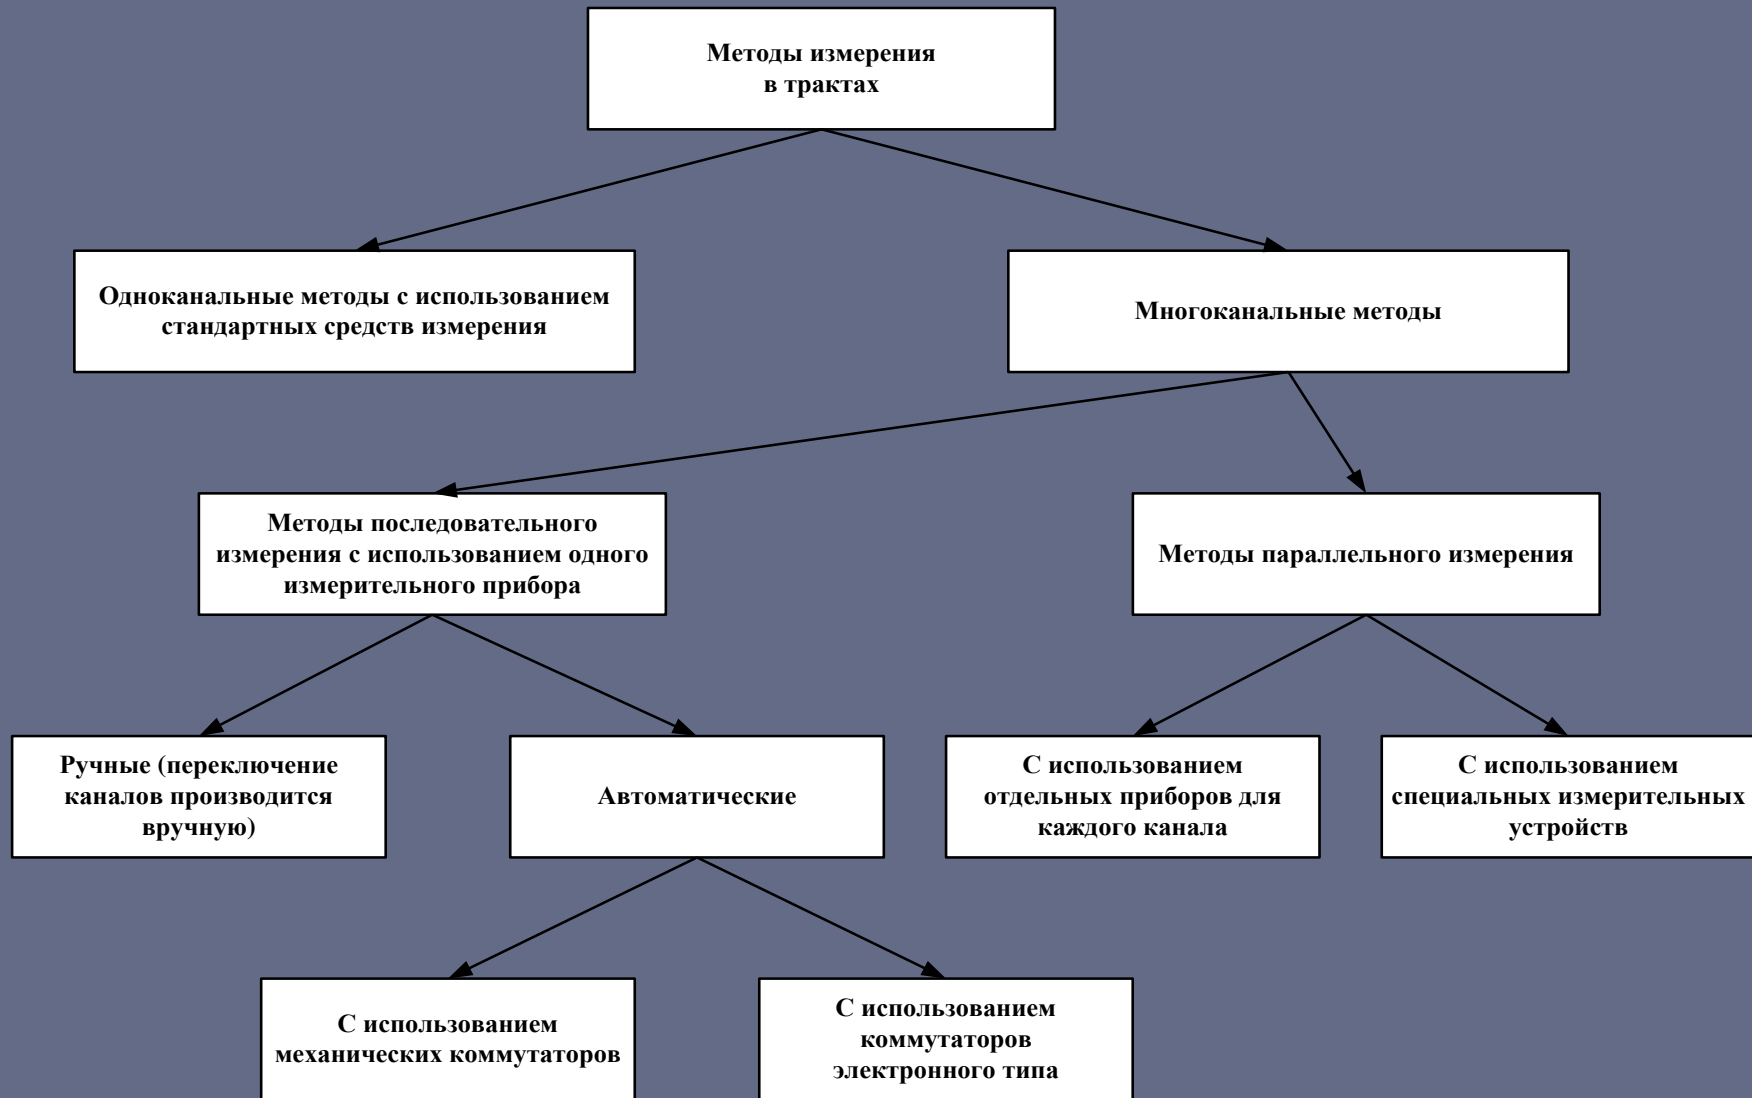 Методы измерения
в трактах
Одноканальные методы с использованием
стандартных средств измерения
Многоканальные методы
Методы последовательного
измерения с использованием одного
измерительного прибора
Методы параллельного измерения
Ручные (переключение
каналов производится
вручную)
Автоматические
С использованием
отдельных приборов для
каждого канала
С использованием
специальных измерительных
устройств
С использованием
механических коммутаторов
С использованием
коммутаторов
электронного типа